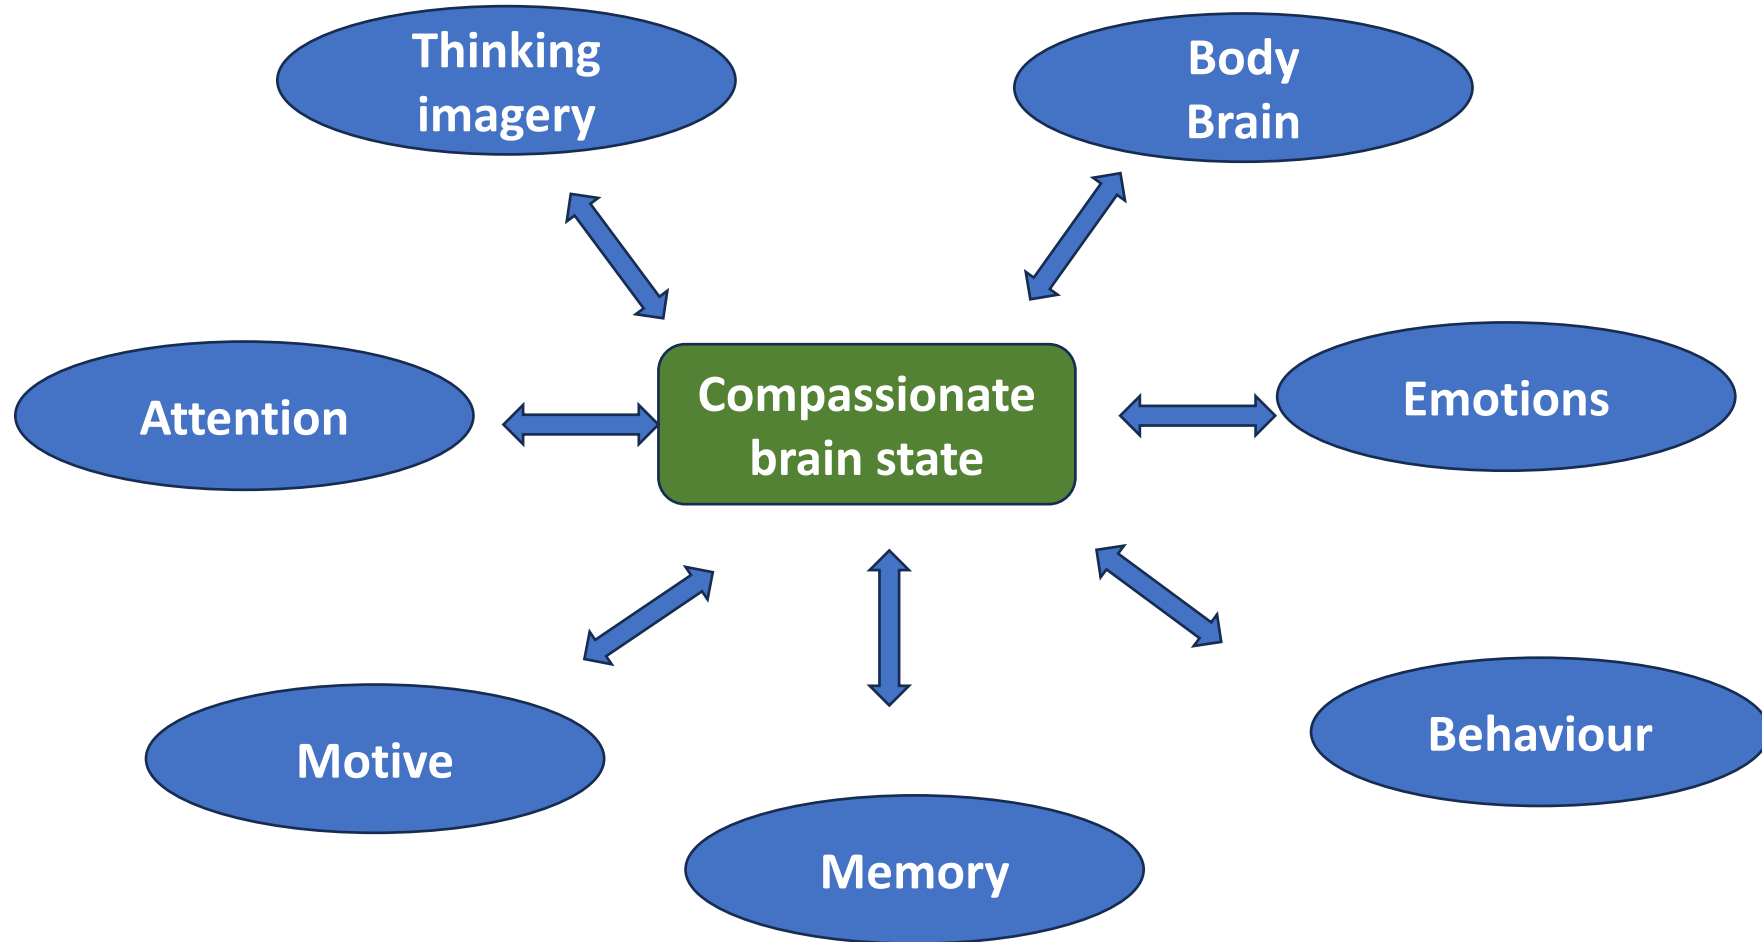 Thinking
imagery
Body
Brain
Attention
Compassionate
brain state
Emotions
Motive
Memory
Behaviour